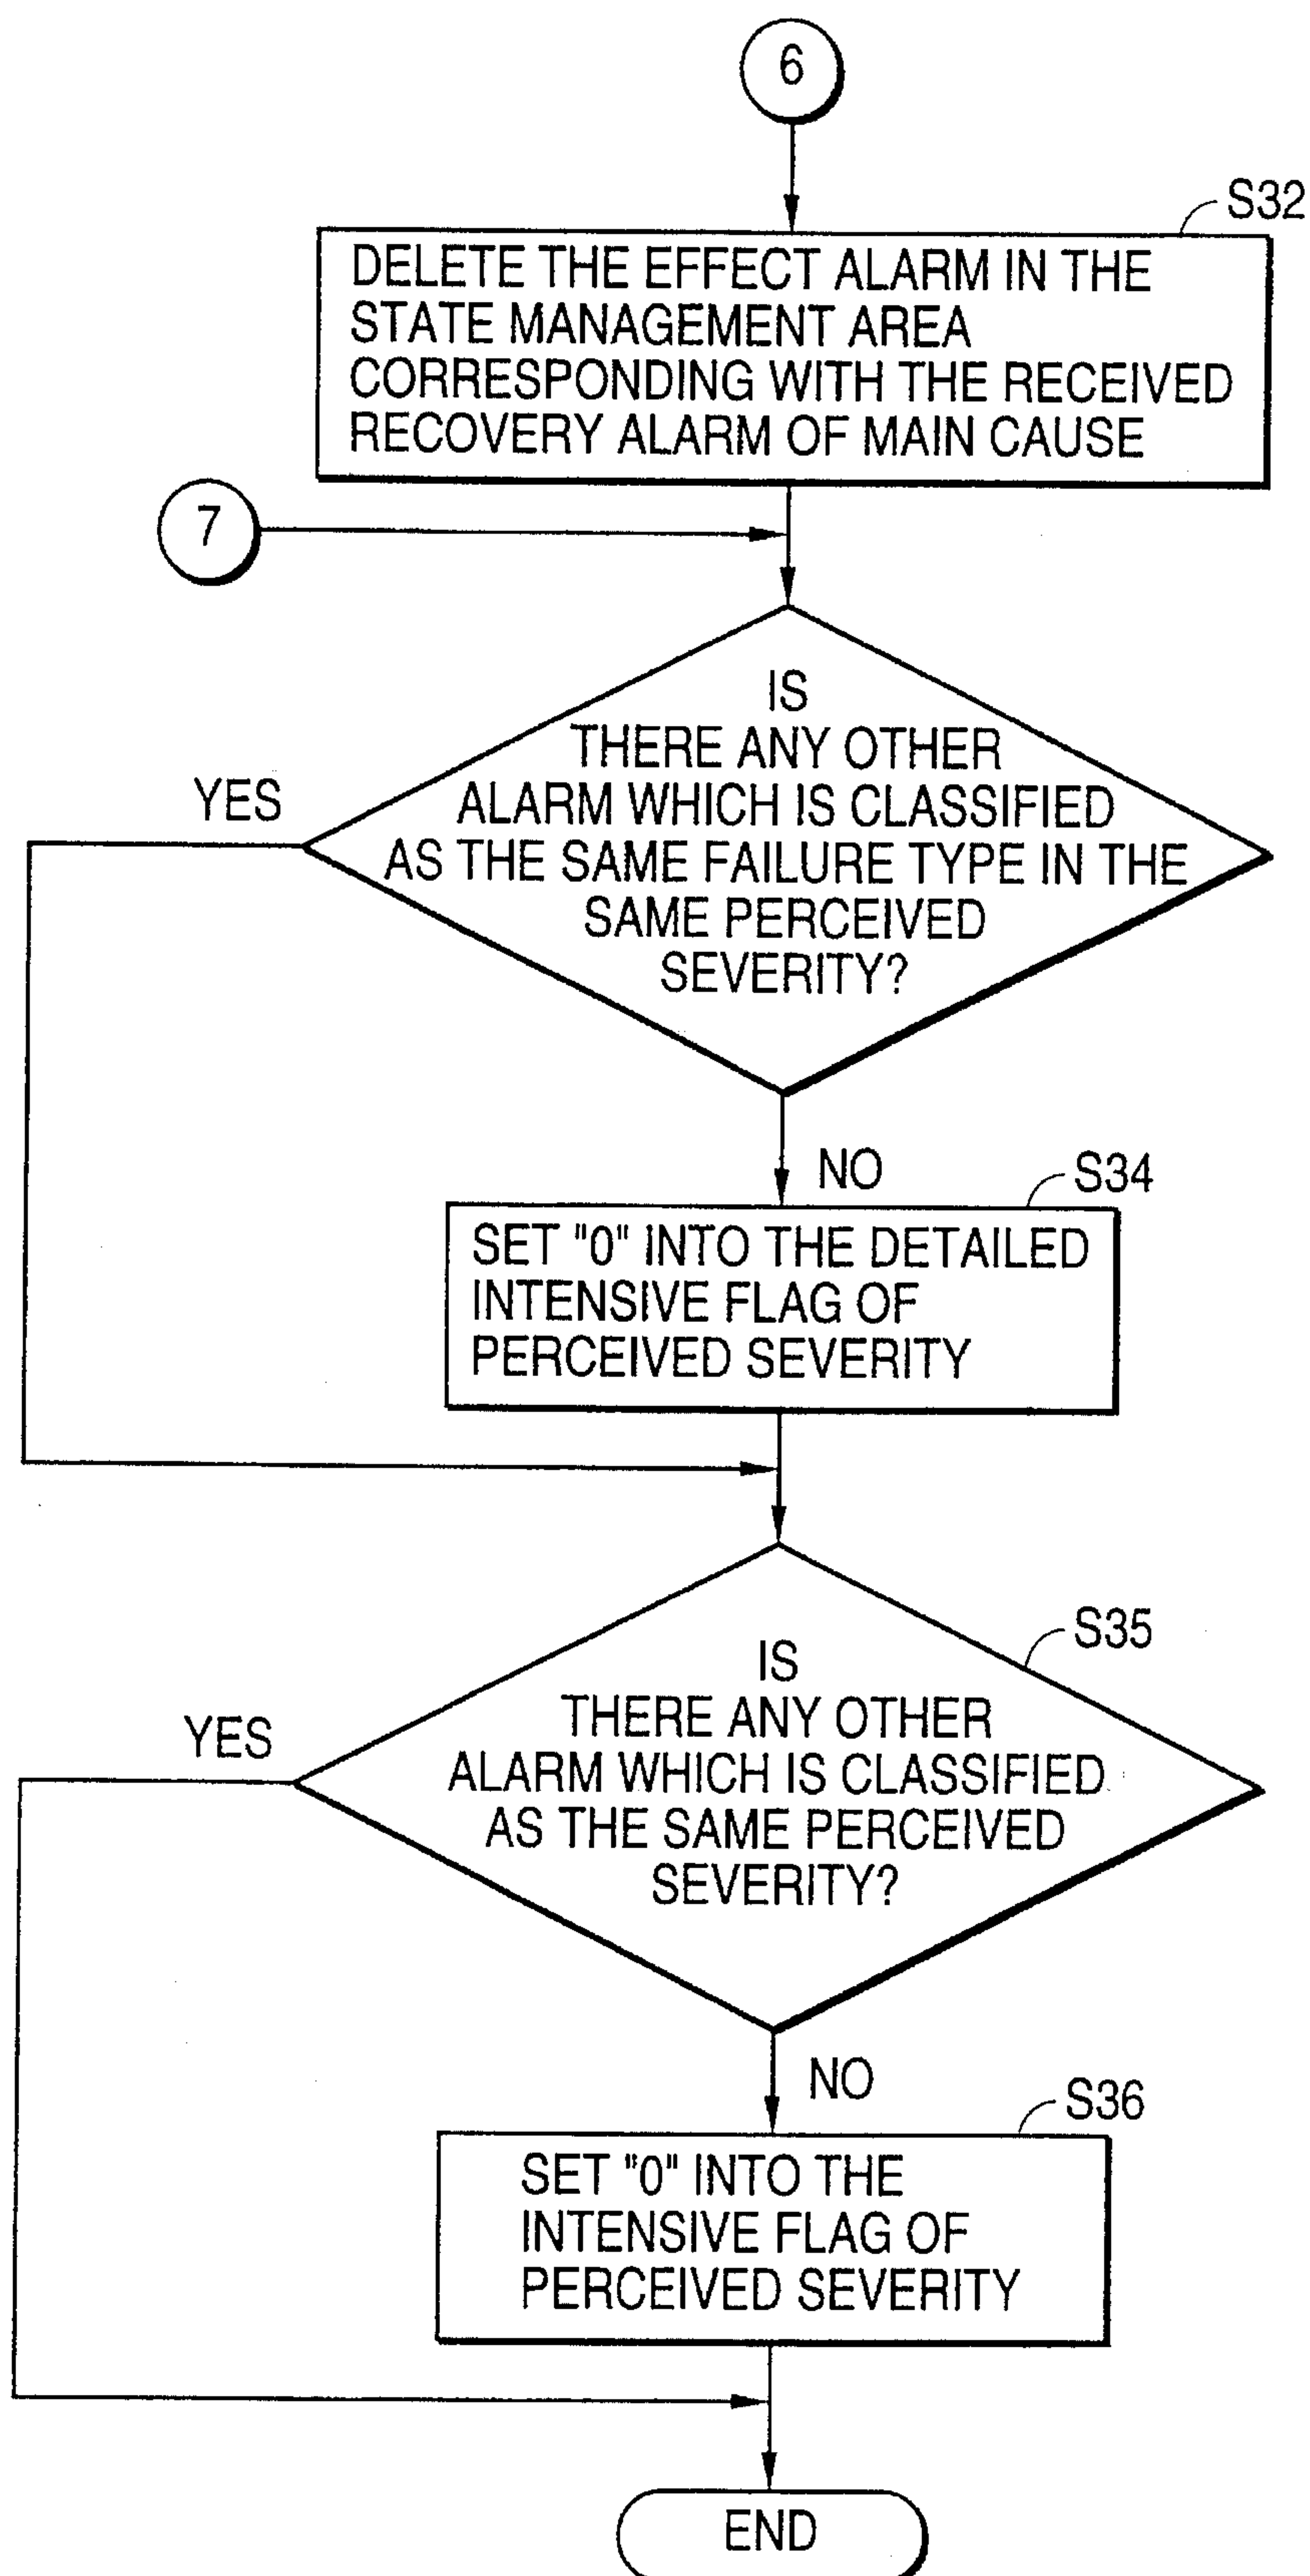 6
S32
DELETE THE EFFECT ALARM IN THE
STATE MANAGEMENT AREA
CORRESPONDING WITH THE RECEIVED
RECOVERY ALARM OF MAIN CAUSE
7
IS
THERE ANY OTHER
ALARM WHICH IS CLASSIFIED
AS THE SAME FAILURE TYPE IN THE
SAME PERCEIVED
SEVERITY?
YES
NO
S34
SET "0" INTO THE DETAILED
INTENSIVE FLAG OF
PERCEIVED SEVERITY
S35
IS
THERE ANY OTHER
ALARM WHICH IS CLASSIFIED
AS THE SAME PERCEIVED
SEVERITY?
YES
NO
S36
SET "0" INTO THE
INTENSIVE FLAG OF
PERCEIVED SEVERITY
END